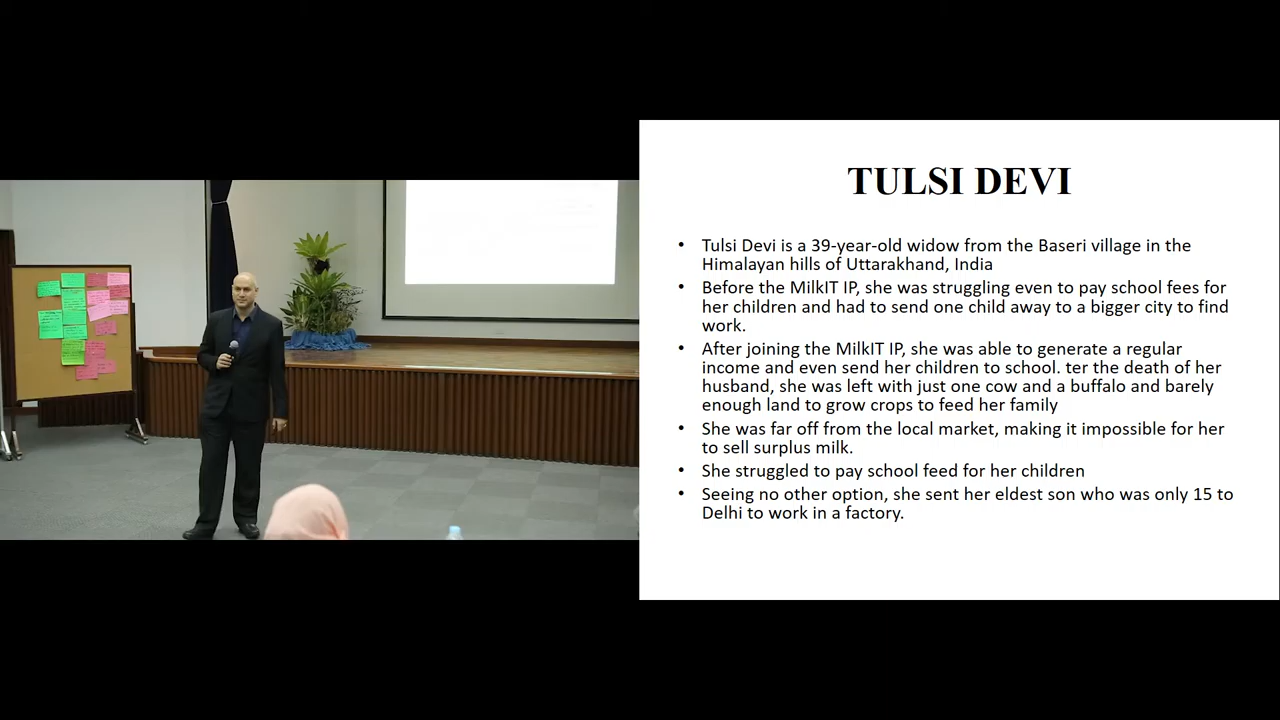 TULSI DEVI
• Tulsi Devi is a 39-year-old widow from the Baseri village in the
Himalayan hills of Uttarakhand, India
• Before the MilkIT IP, she was struggling even to pay school fees for
her children and had to send one child away to a bigger city to find
work.
• After joining the MilkIT IP, she was able to generate a regular
income and even send her children to school. ter the death of her
husband, she was left with just one cow and a buffalo and barely
enough land to grow crops to feed her family
• She was far off from the local market, making it impossible for her
to sell surplus milk.
• She struggled to pay school feed for her children
• Seeing no other option, she sent her eldest son who was only 15 to
Delhi to work in a factory.